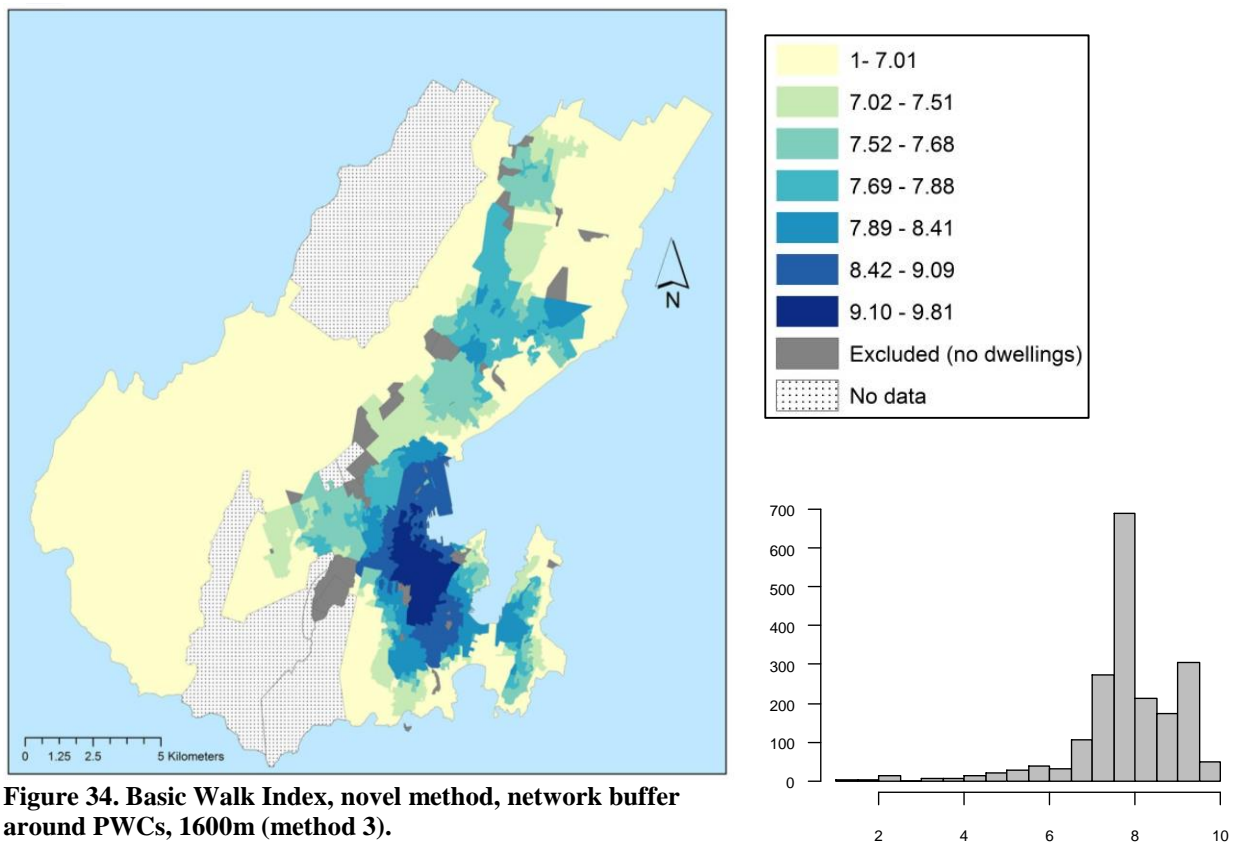 N
0 1.25 2.5 5 Kilometers
1- 7.01
7.02 - 7.51
7.52 - 7.68
7.69 - 7.88
7.89 - 8.41
8.42 - 9.09
9.10 - 9.81
Excluded (no dwellings)
No data
700
600
500
400
300
200
100
0
2 4 6 8 10
Figure 34. Basic Walk Index, novel method, network buffer
around PWCs, 1600m (method 3).